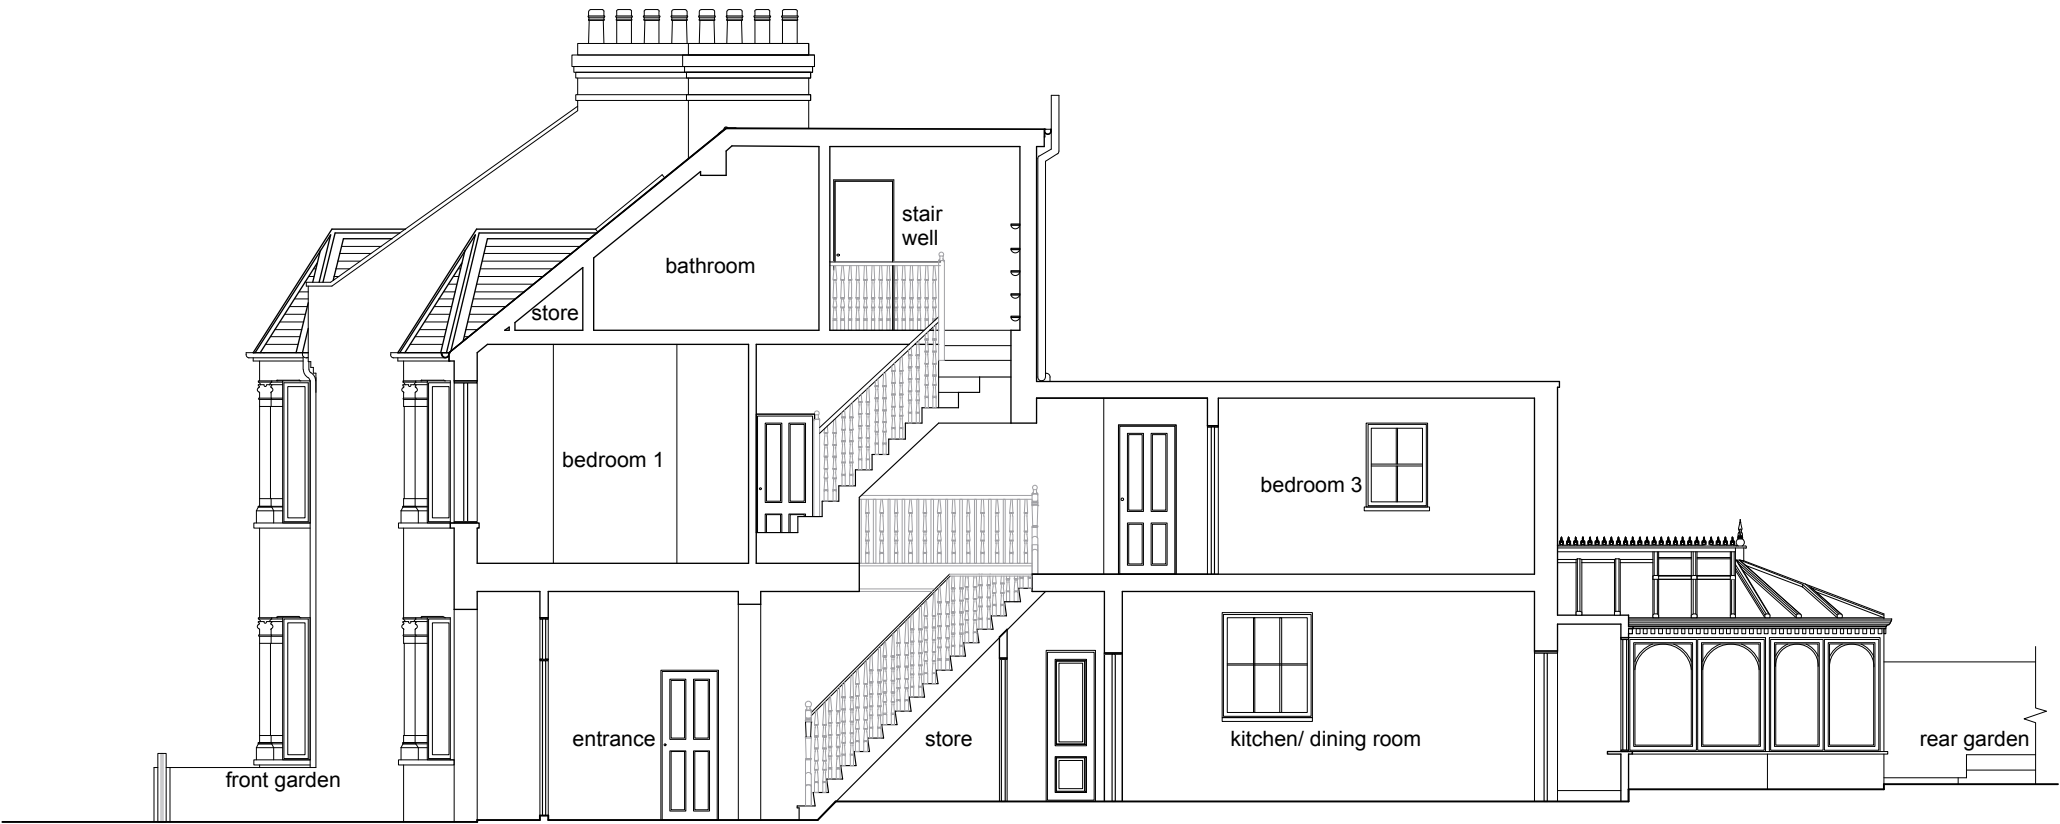 stair
well
bathroom
store
bedroom 1
bedroom 3
entrance
store
kitchen/ dining room
rear garden
front garden